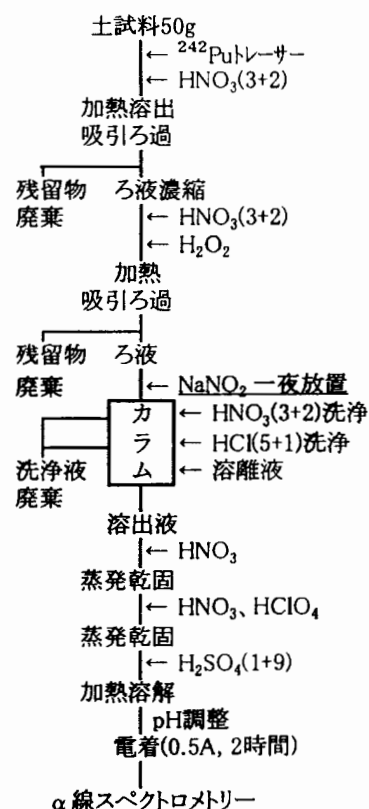 土試料50g
← ²⁴²Puトレーサー
← HNO₃(3+2)
加熱溶出
吸引ろ過
残留物 ろ液濃縮
廃棄 ← HNO₃(3+2)
← H₂O₂
加熱
吸引ろ過
残留物 ろ液
廃棄 ← NaNO₂ 一夜放置
カラム
← HNO₃(3+2)洗浄
← HCl(5+1)洗浄
← 溶離液
洗浄液
廃棄
溶出液
← HNO₃
蒸発乾固
← HNO₃、HClO₄
蒸発乾固
← H₂SO₄(1+9)
加熱溶解
pH調整
電着(0.5A, 2時間)
α線スペクトロメトリー